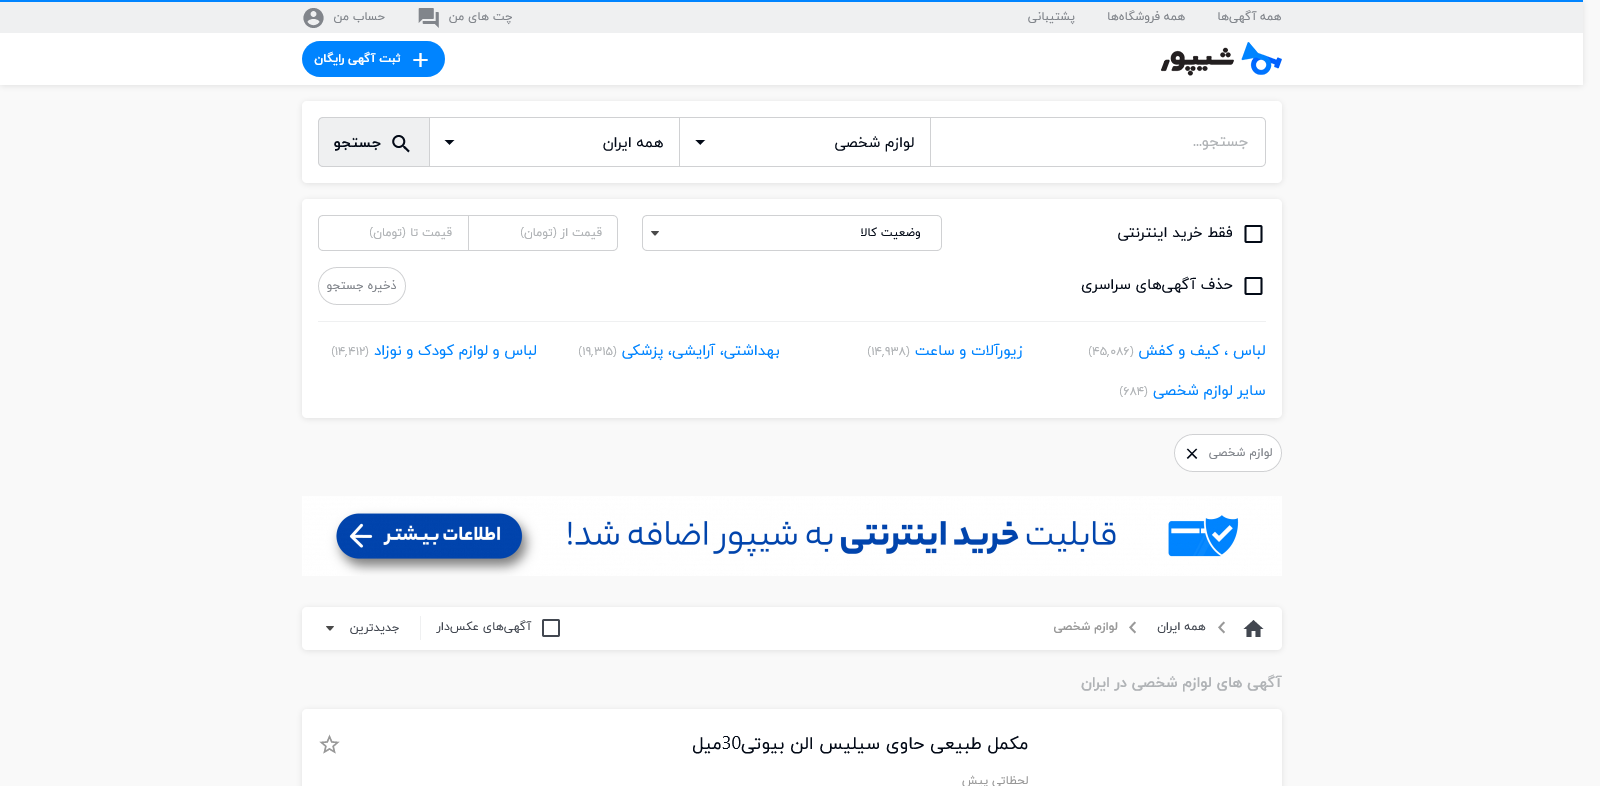 همه آگهی‌ها همه فروشگاه‌ها پشتیبانی چت های من حساب من
شیپور ثبت آگهی رایگان
جستجو... لوازم شخصی همه ایران جستجو
فقط خرید اینترنتی وضعیت کالا قیمت از (تومان) قیمت تا (تومان)
حذف آگهی‌های سراسری ذخیره جستجو
لباس ، کیف و کفش (۴۵,۰۸۶) زیورآلات و ساعت (۱۴,۹۳۸) بهداشتی، آرایشی، پزشکی (۱۹,۳۱۵) لباس و لوازم کودک و نوزاد (۱۴,۴۱۲)
سایر لوازم شخصی (۶۸۴)
لوازم شخصی
قابلیت خرید اینترنتی به شیپور اضافه شد! اطلاعات بیشتر
همه ایران لوازم شخصی آگهی‌های عکس‌دار جدیدترین
آگهی های لوازم شخصی در ایران
مکمل طبیعی حاوی سیلیس الن بیوتی30میل
لحظاتی پیش